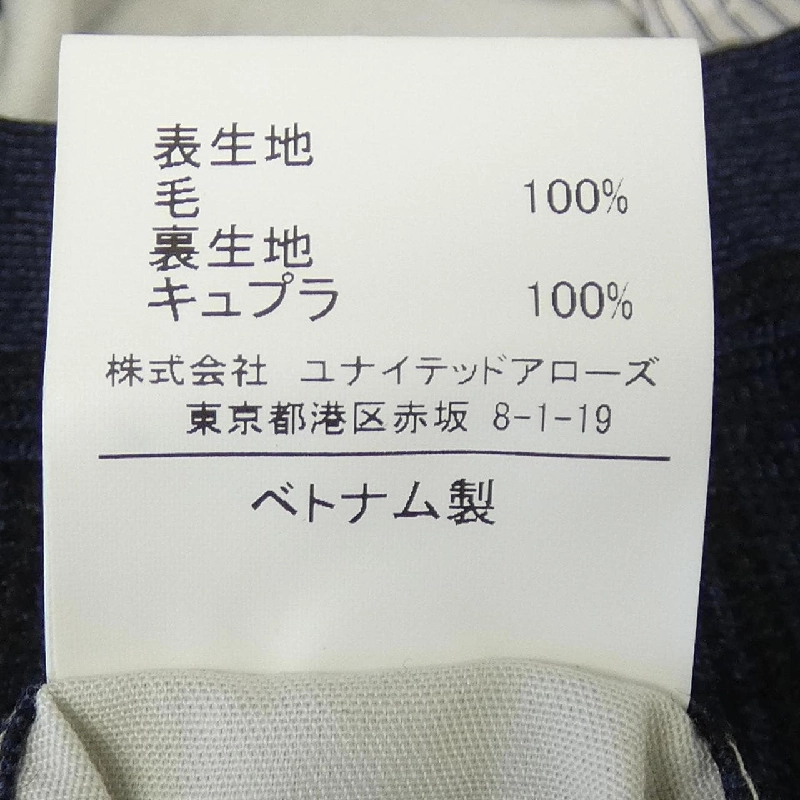 表生地
毛 100%
裏生地
キュプラ 100%
株式会社 ユナイテッドアローズ
東京都港区赤坂 8-1-19
ベトナム製